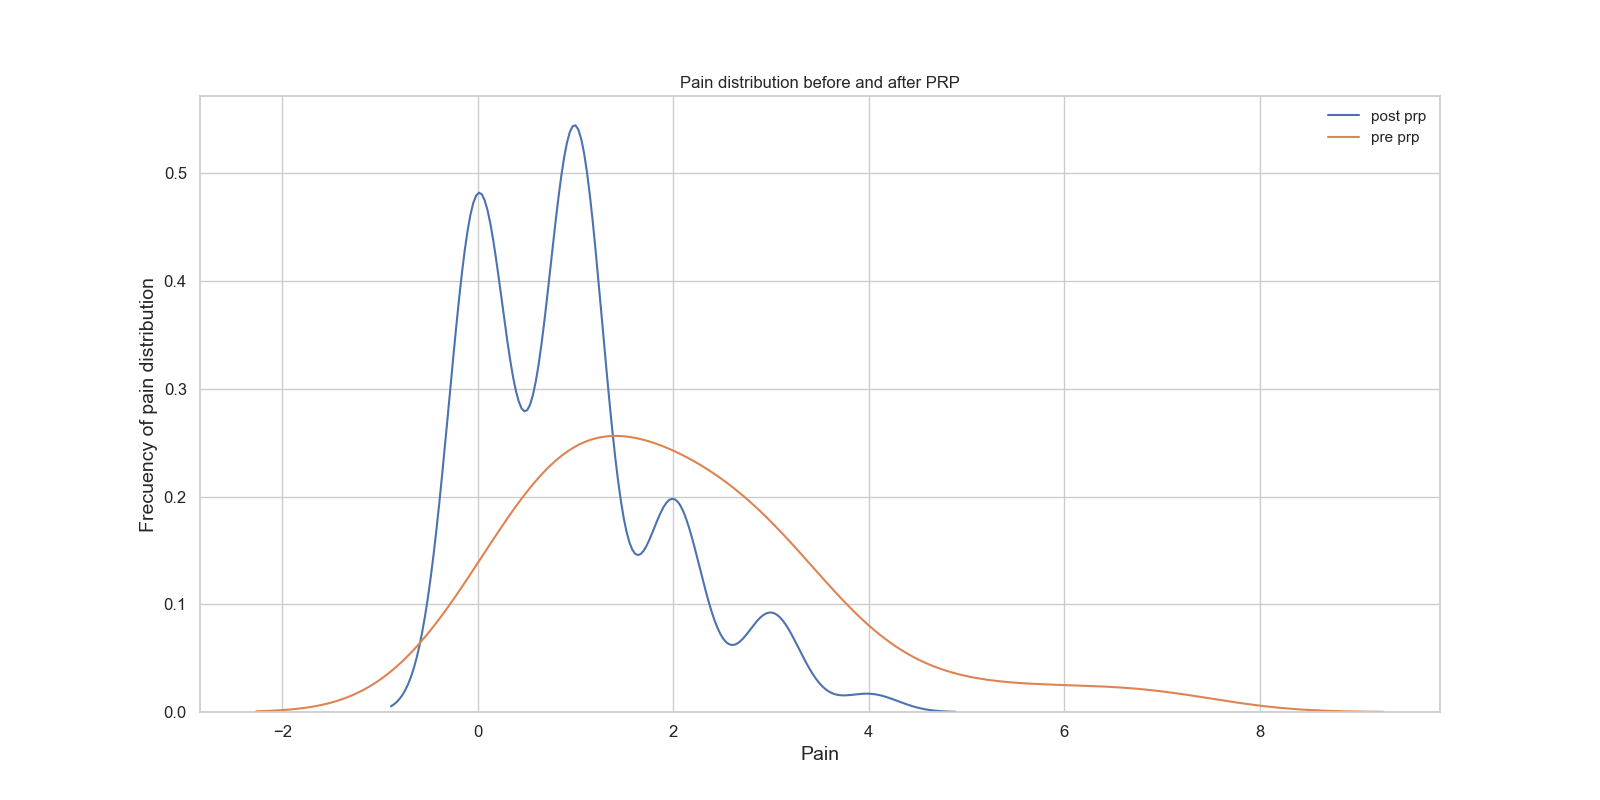 Pain distribution before and after PRP
post prp
pre prp
Frecuency of pain distribution
0.5
0.4
0.3
0.2
0.1
0.0
−2
0
2
4
6
8
Pain